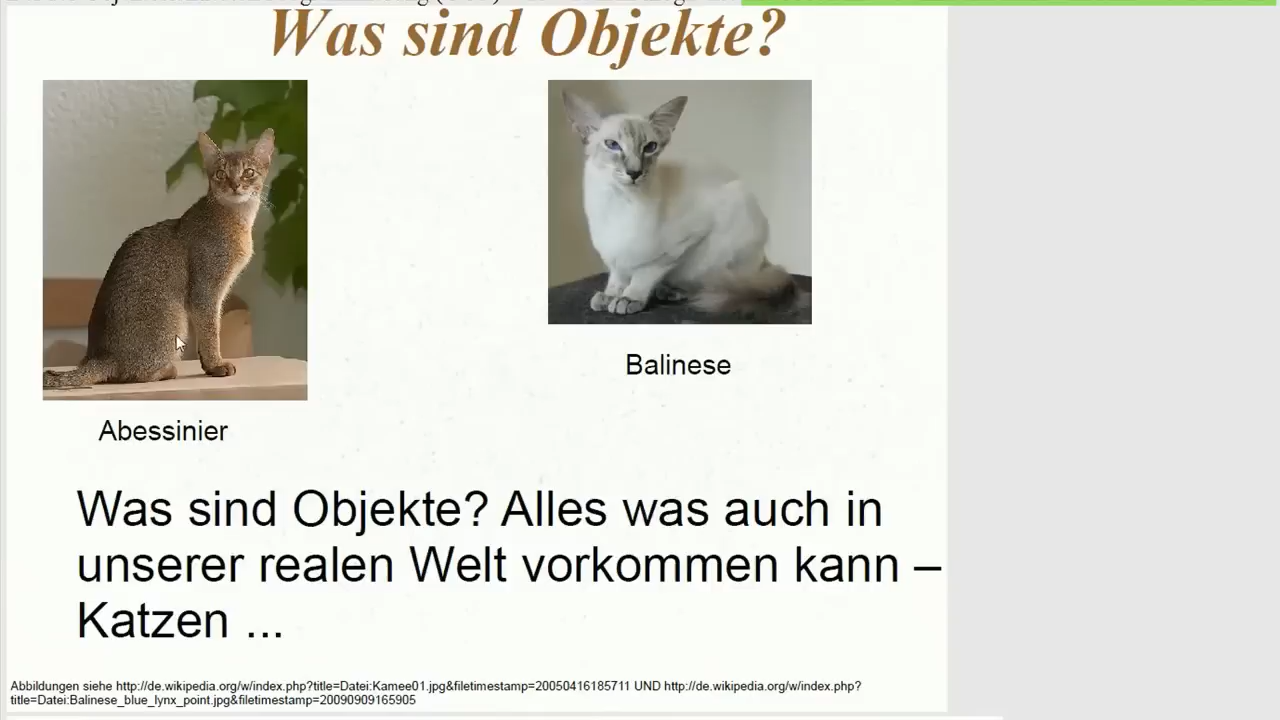 Was sind Objekte?
Balinese
Abessinier
Was sind Objekte? Alles was auch in
unserer realen Welt vorkommen kann –
Katzen ...
Abbildungen siehe http://de.wikipedia.org/w/index.php?title=Datei:Kamee01.jpg&filetimestamp=20050416185711 UND http://de.wikipedia.org/w/index.php?
title=Datei:Balinese_blue_lynx_point.jpg&filetimestamp=20090909165905